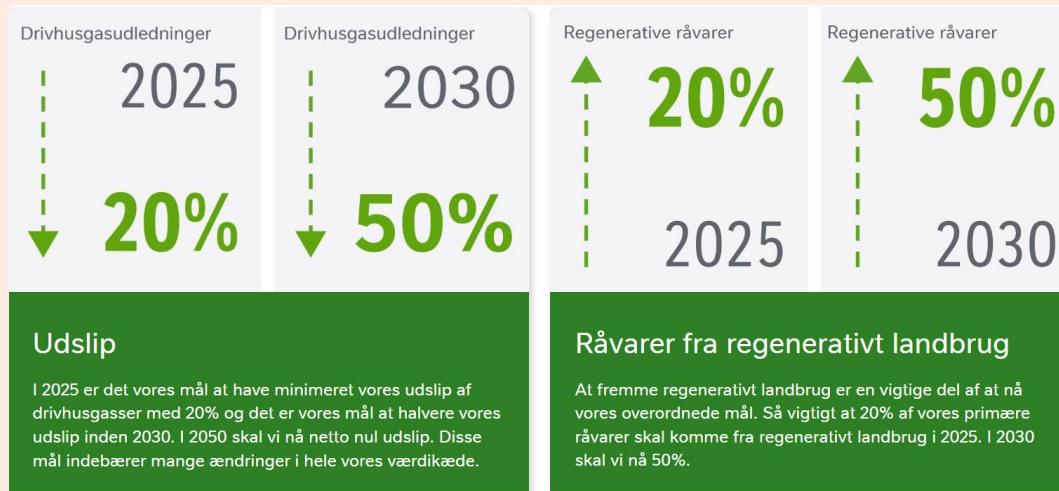 Drivhusgasudledninger
2025
20%
Drivhusgasudledninger
2030
50%
Udslip
I 2025 er det vores mål at have minimeret vores udslip af
drivhusgasser med 20% og det er vores mål at halvere vores
udslip inden 2030. I 2050 skal vi nå netto nul udslip. Disse
mål indebærer mange ændringer i hele vores værdikæde.
Regenerative råvarer
20%
2025
Regenerative råvarer
50%
2030
Råvarer fra regenerativt landbrug
At fremme regenerativt landbrug er en vigtige del af at nå
vores overordnede mål. Så vigtigt at 20% af vores primære
råvarer skal komme fra regenerativt landbrug i 2025. I 2030
skal vi nå 50%.